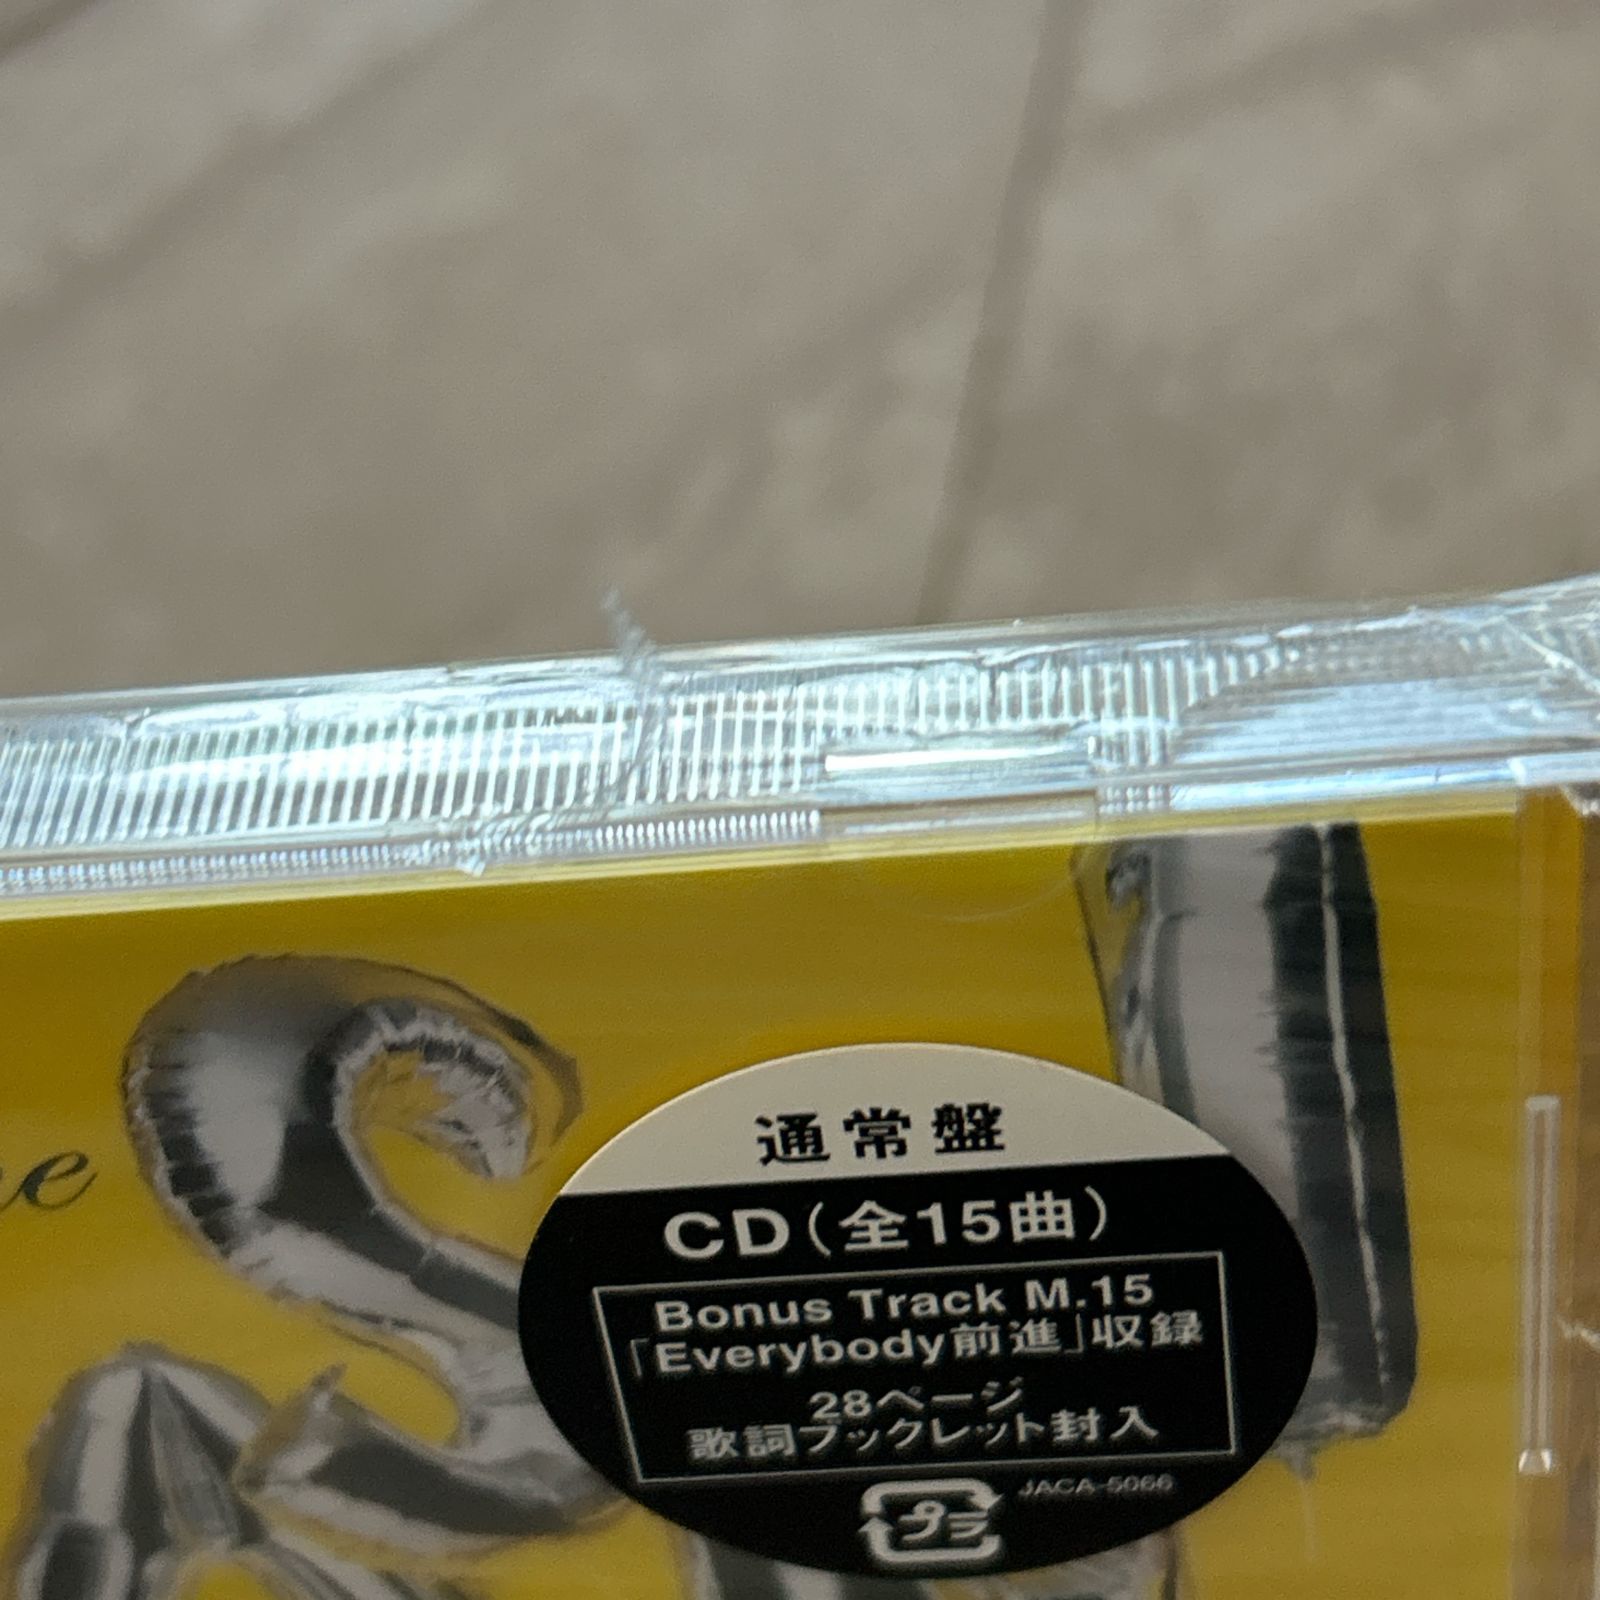 通常盤
CD(全15曲)
Bonus Track M.15
「Everybody前進」収録
28ページ
歌詞ブックレット封入
JACA-5066
プラ